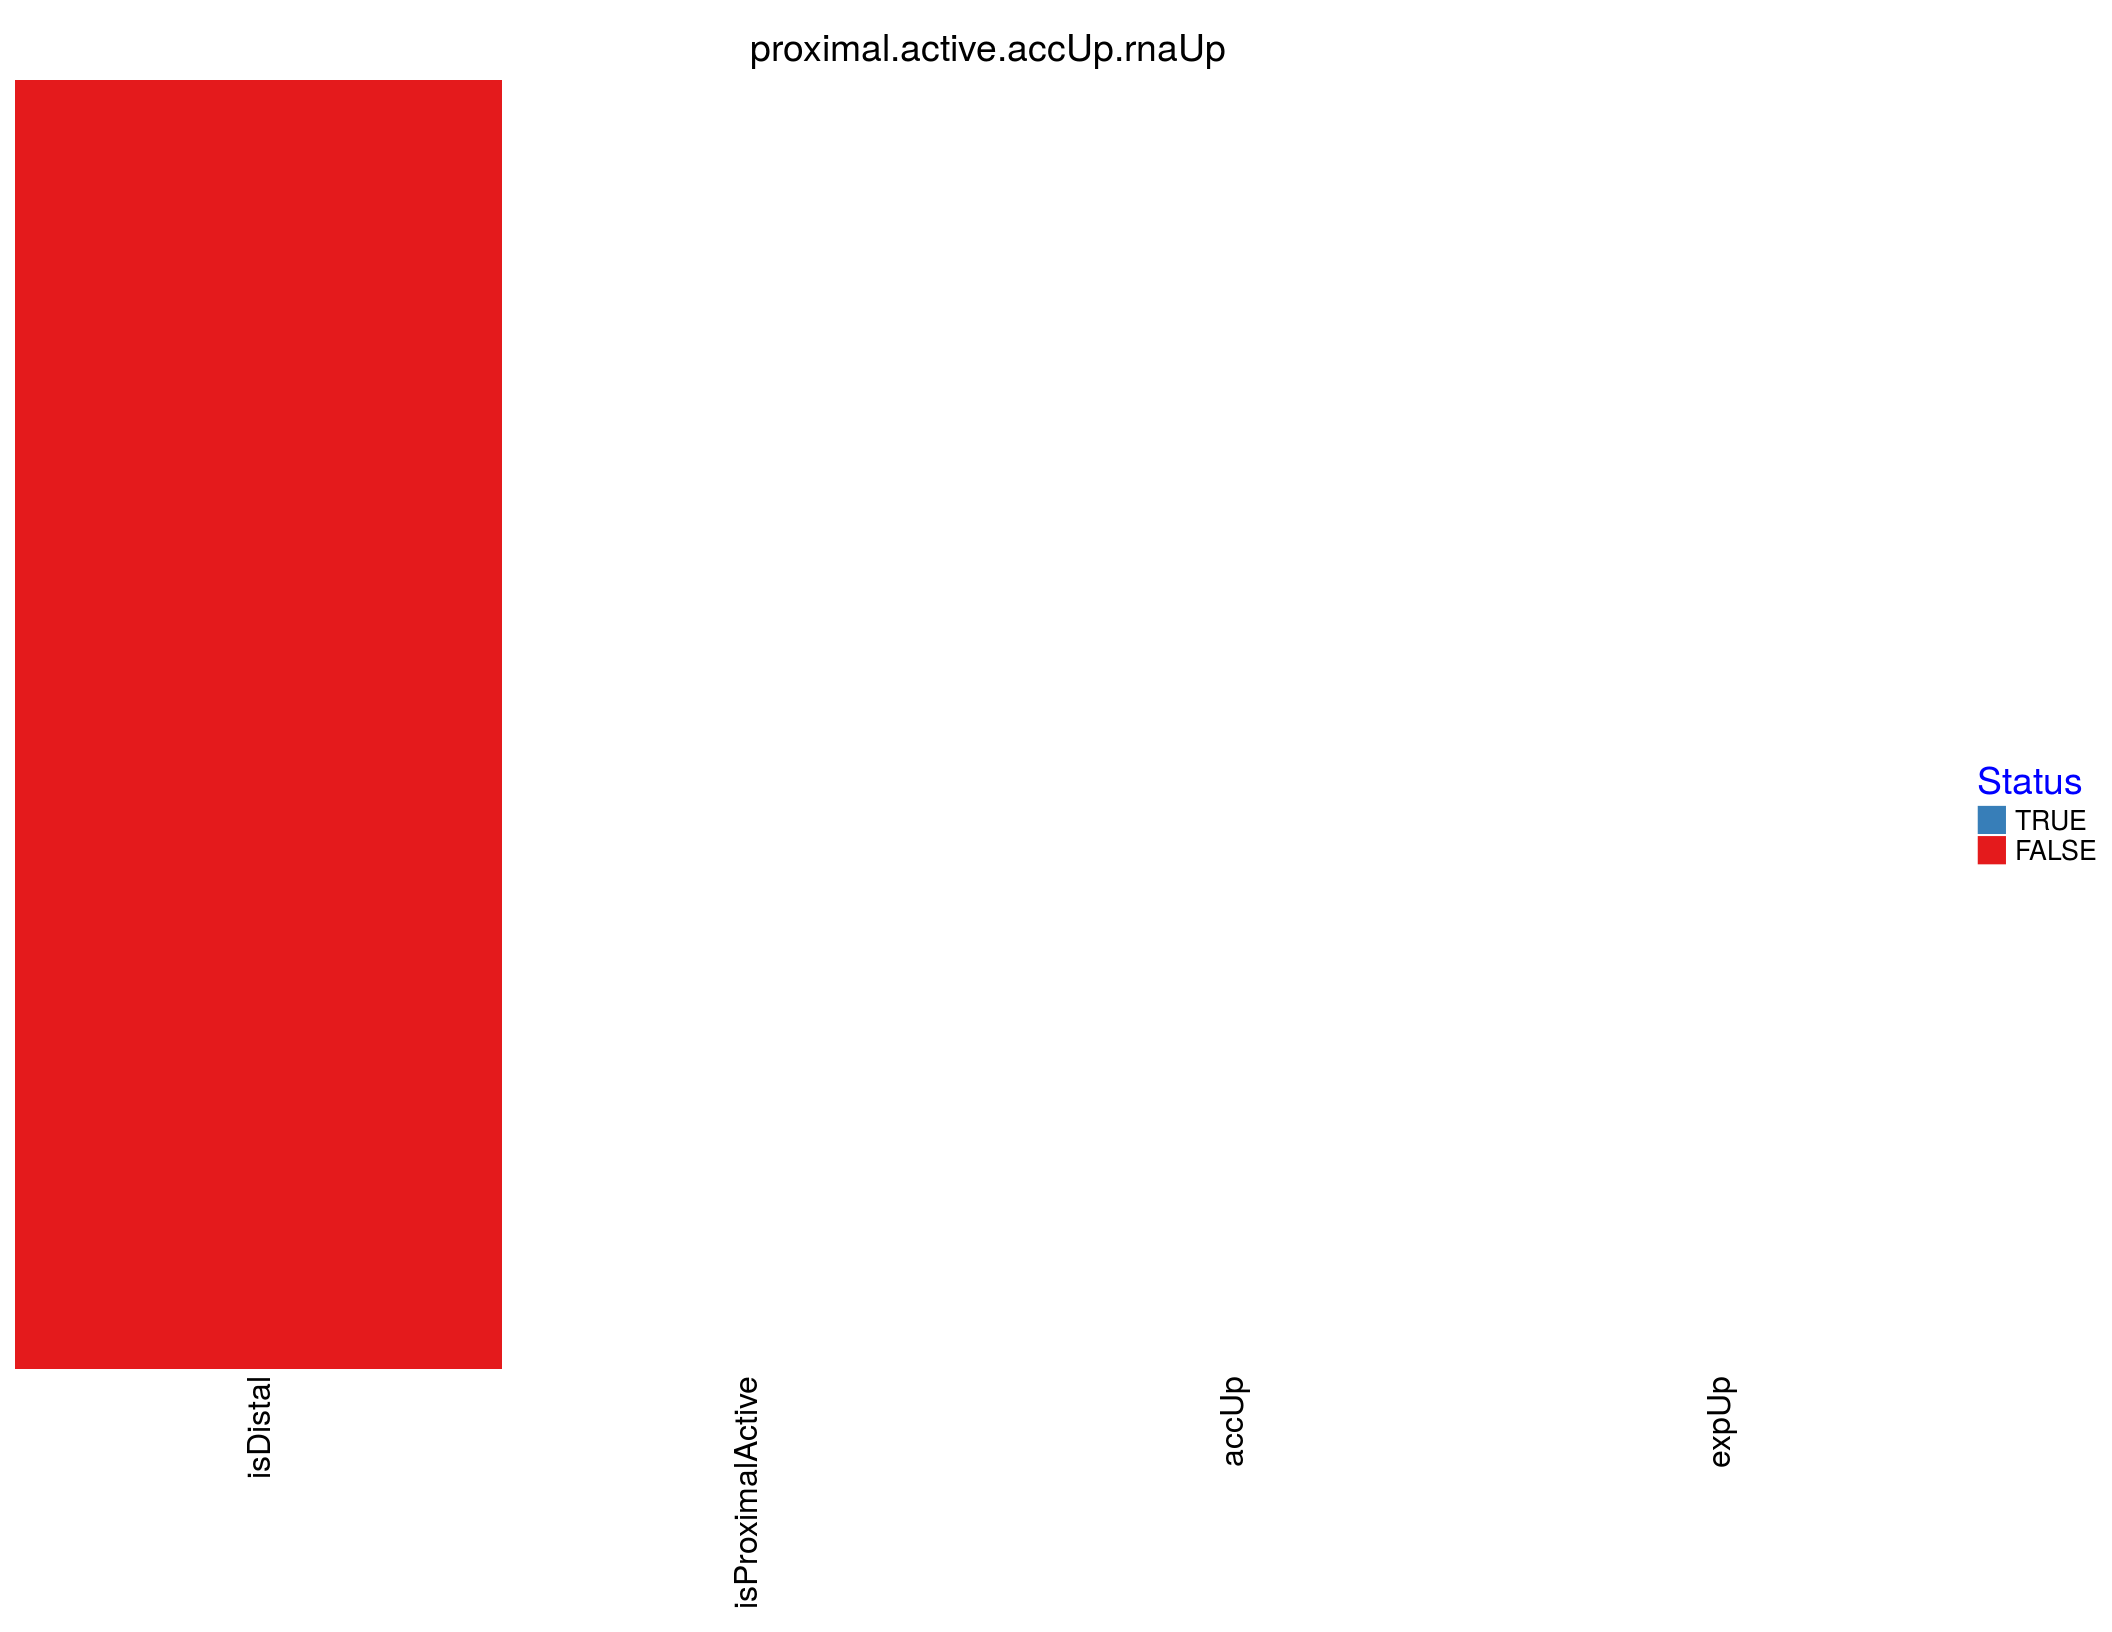 proximal.active.accUp.rnaUp
Status
TRUE
FALSE
isDistal
isProximalActive
accUp
expUp